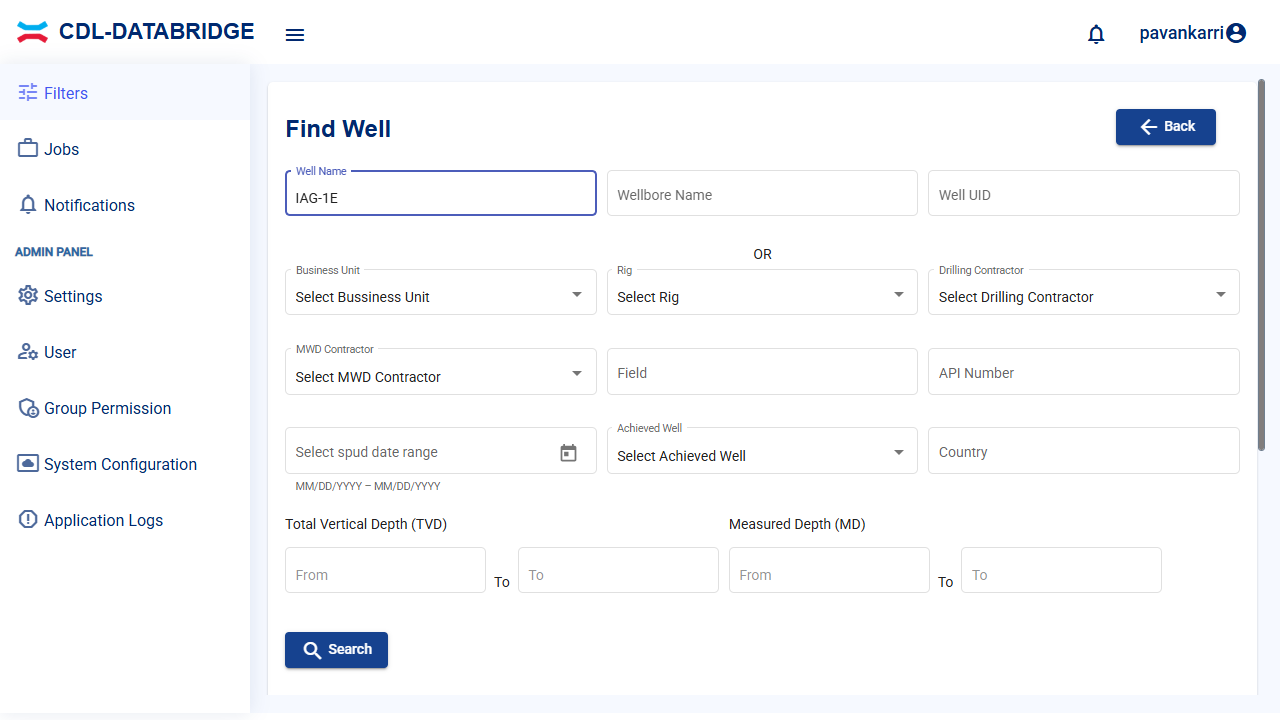 CDL-DATABRIDGE
pavankarri
Filters
Jobs
Notifications
ADMIN PANEL
Settings
User
Group Permission
System Configuration
Application Logs
Find Well
Back
Well Name
IAG-1E
Wellbore Name
Well UID
OR
Business Unit
Select Bussiness Unit
Rig
Select Rig
Drilling Contractor
Select Drilling Contractor
MWD Contractor
Select MWD Contractor
Field
API Number
Select spud date range
MM/DD/YYYY – MM/DD/YYYY
Achieved Well
Select Achieved Well
Country
Total Vertical Depth (TVD)
From
To
To
Measured Depth (MD)
From
To
To
Search